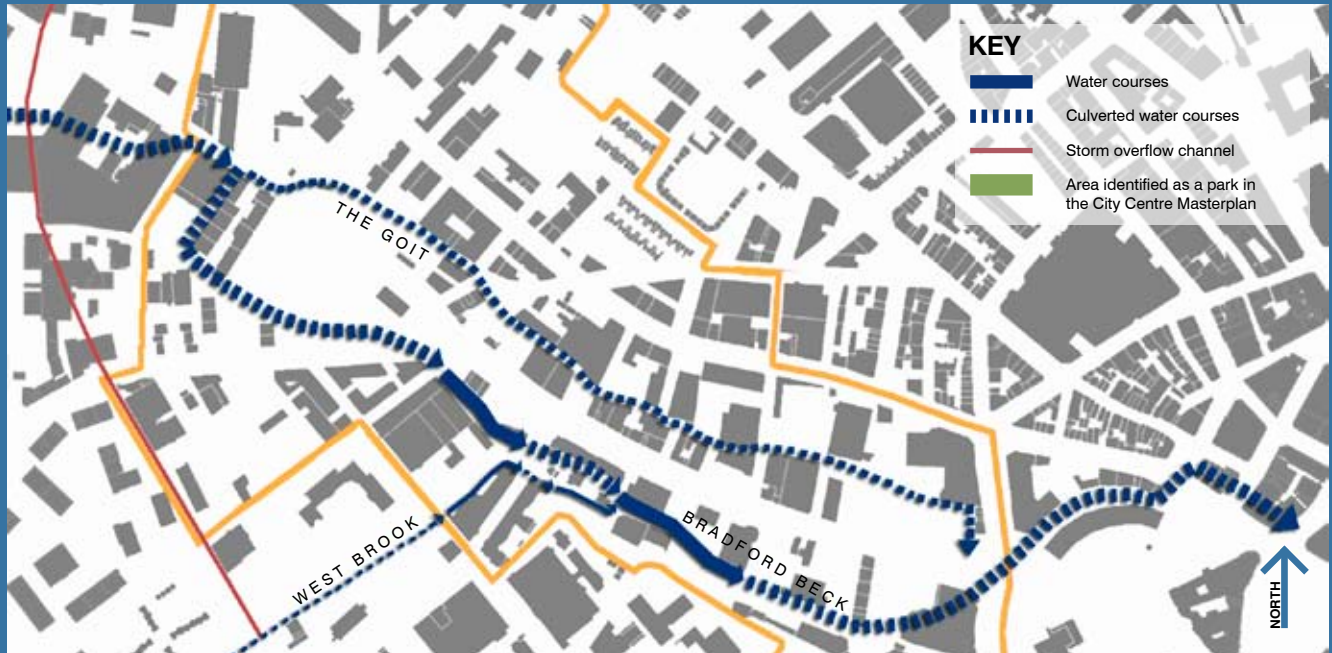 KEY
Water courses
Culverted water courses
Storm overflow channel
Area identified as a park in
the City Centre Masterplan
THE GOIT
WEST BROOK
BRADFORD BECK
NORTH